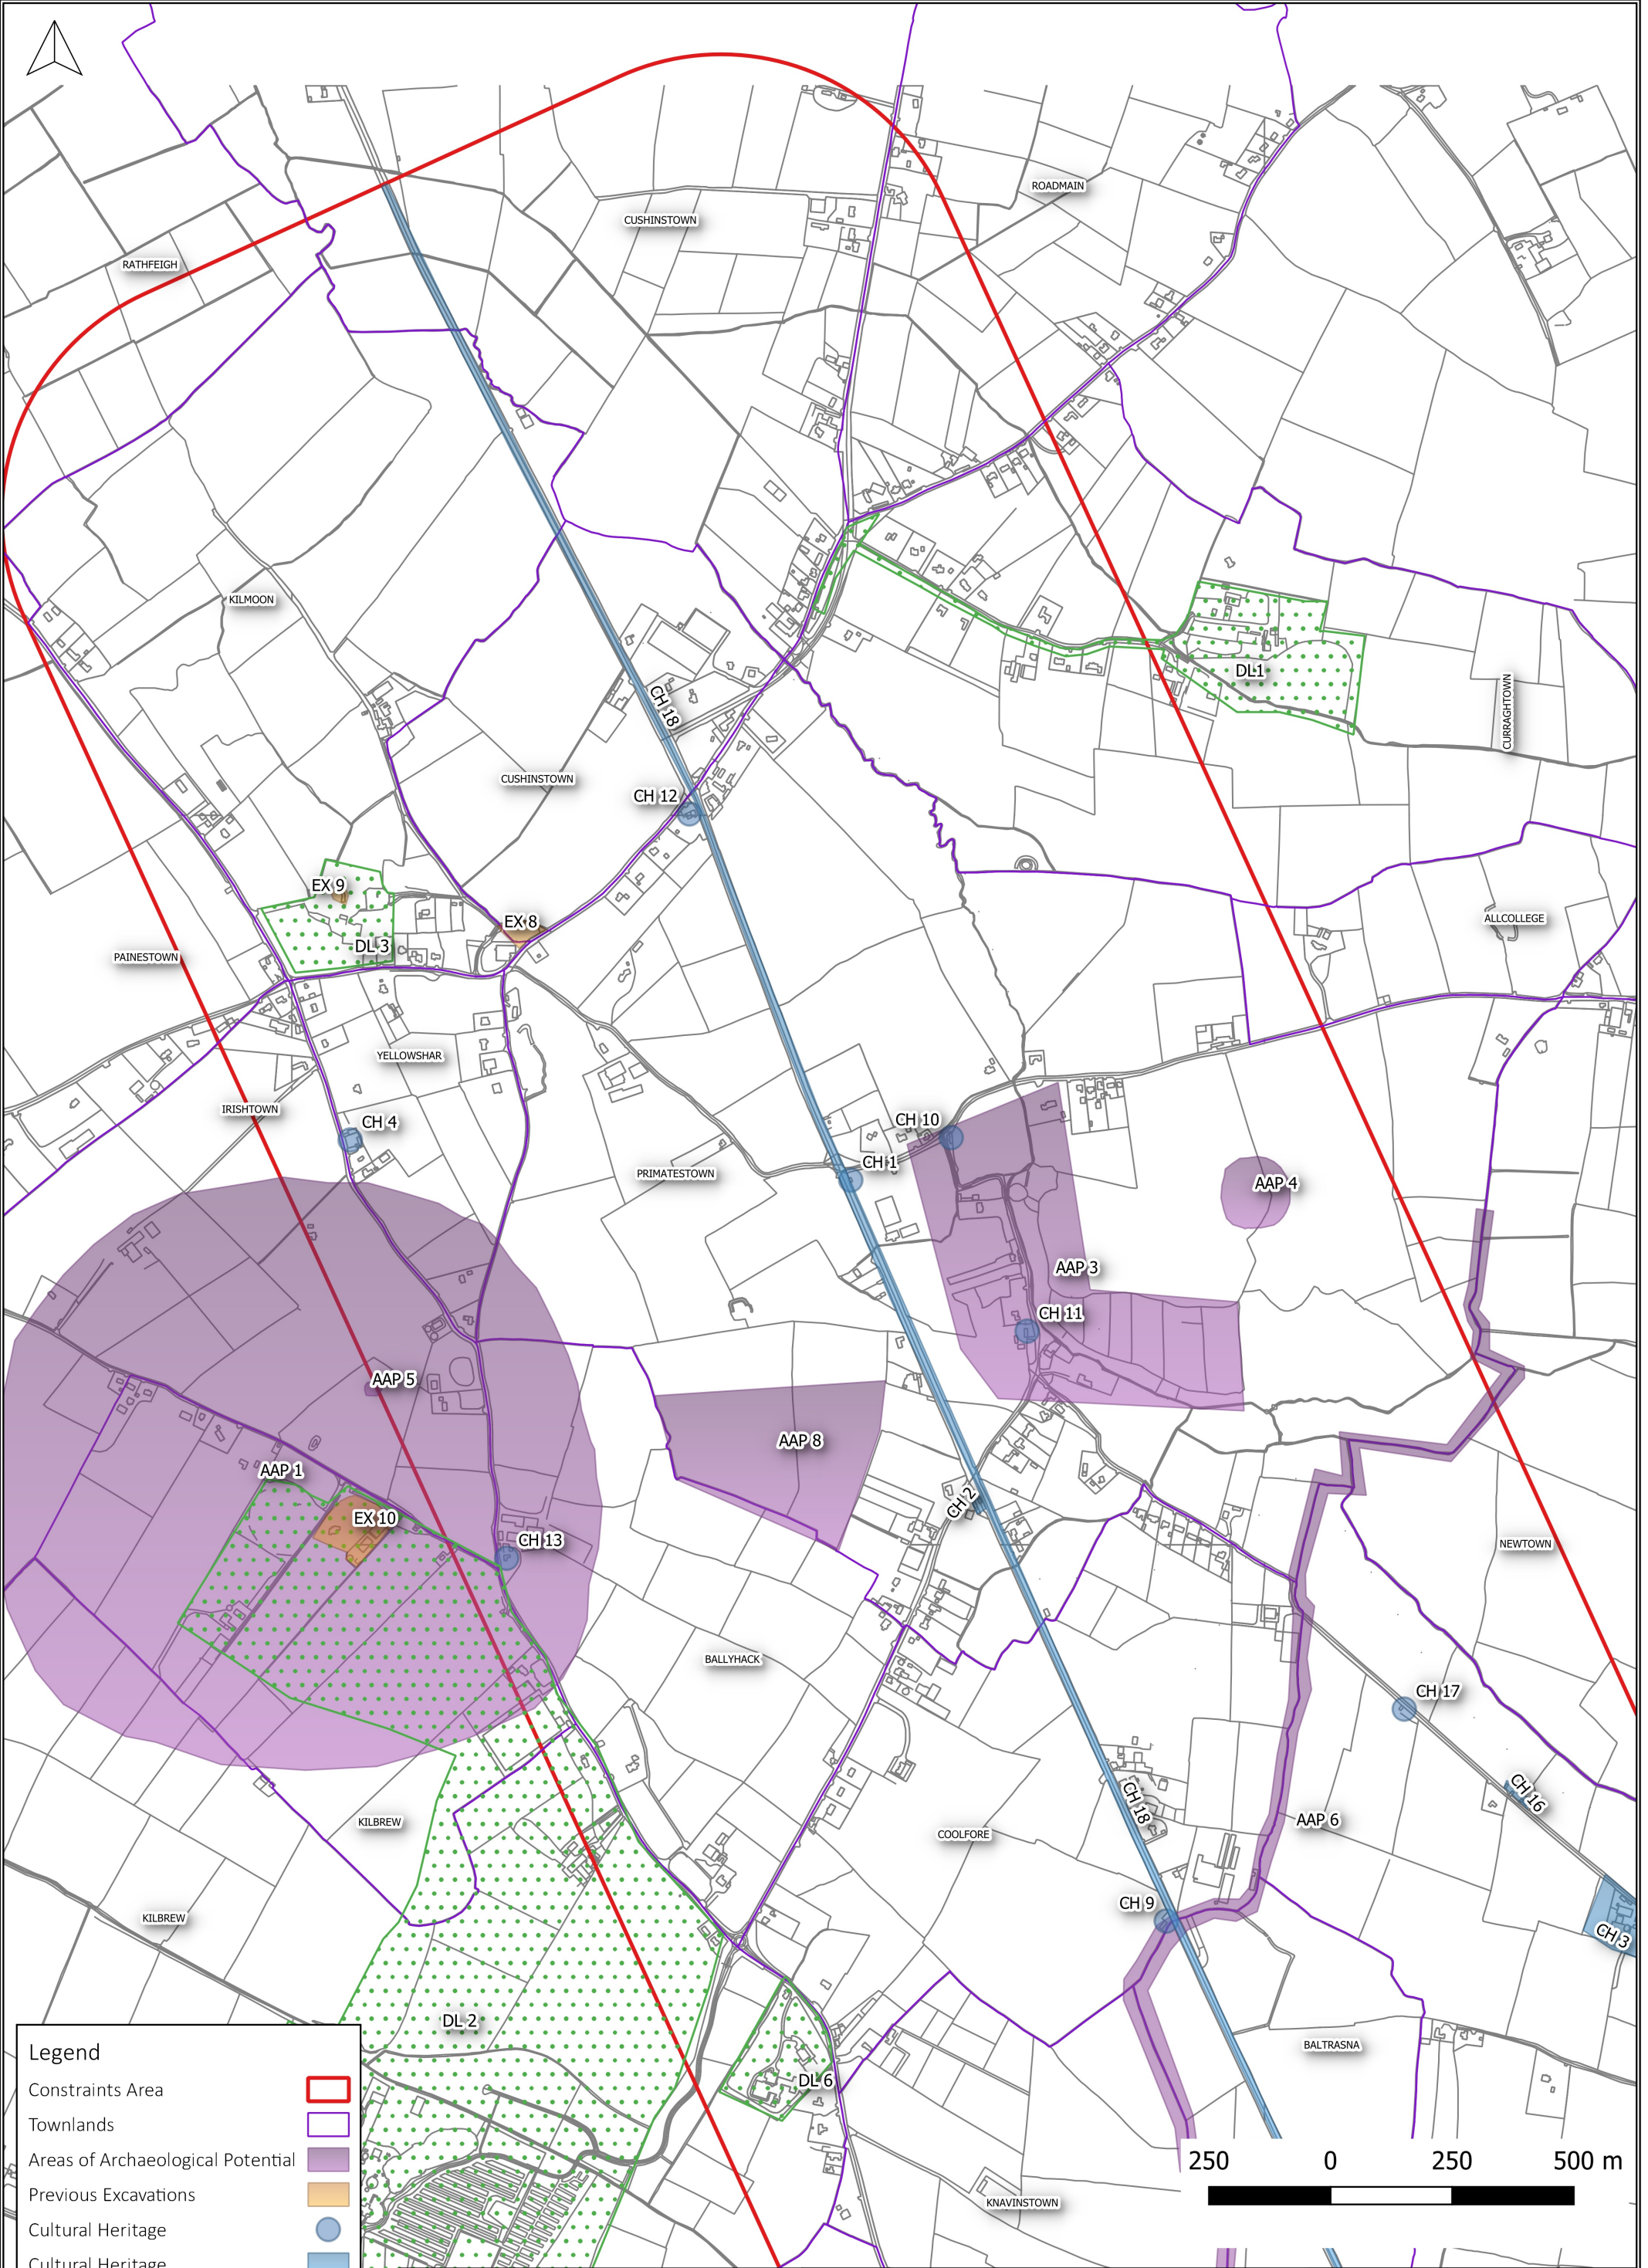 ROADMAIN
CUSHINSTOWN
RATHFEIGH
KILMOON
DL1
CH 18
CURRAGHTOWN
CUSHINSTOWN
CH 12
EX 9
ALLCOLLEGE
EX 8
DL 3
PAINESTOWN
YELLOWSHAR
IRISHTOWN
CH 4
CH 10
CH 1
PRIMATESTOWN
AAP 4
AAP 3
CH 11
AAP 5
AAP 8
AAP 1
CH 2
EX 10
CH 13
NEWTOWN
BALLYHACK
CH 17
CH 16
CH 18
AAP 6
KILBREW
COOLFORE
CH 9
KILBREW
CH 3
DL 2
BALTRASNA
DL 6
Legend
Constraints Area
Townlands
Areas of Archaeological Potential
Previous Excavations
Cultural Heritage
Cultural Heritage
250 0 250 500 m
KNAVINSTOWN